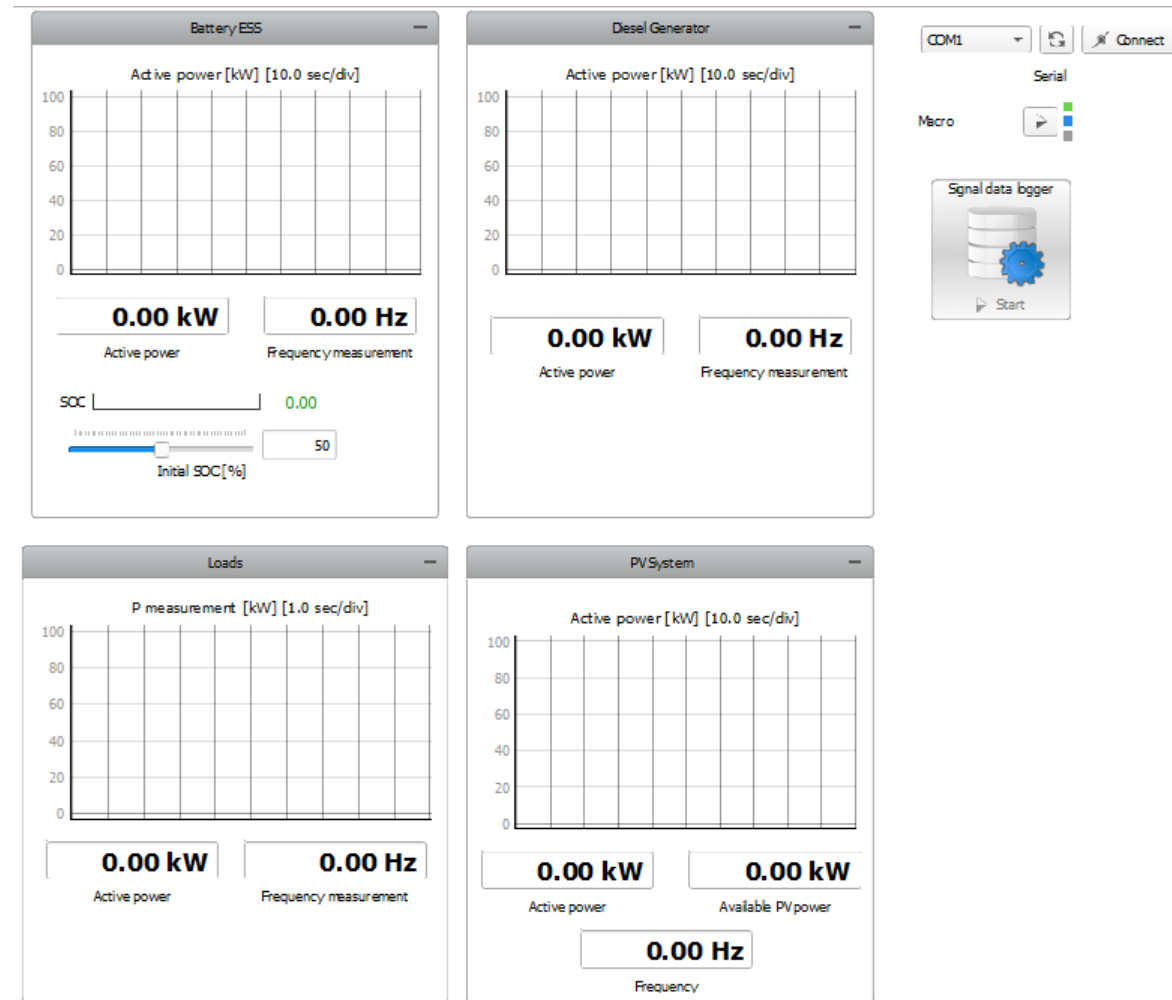 Battery ESS
Active power [kW] [10.0 sec/div]
100
80
60
40
20
0
0.00 kW
0.00 Hz
Active power
Frequency measurement
SOC
0.00
50
Initial SOC [%]
Diesel Generator
Active power [kW] [10.0 sec/div]
100
80
60
40
20
0
0.00 kW
0.00 Hz
Active power
Frequency measurement
COM1
Connect
Serial
Macro
Signal data logger
Start
Loads
P measurement [kW] [1.0 sec/div]
100
80
60
40
20
0
0.00 kW
0.00 Hz
Active power
Frequency measurement
PV System
Active power [kW] [10.0 sec/div]
100
80
60
40
20
0
0.00 kW
0.00 kW
Active power
Available PV power
0.00 Hz
Frequency